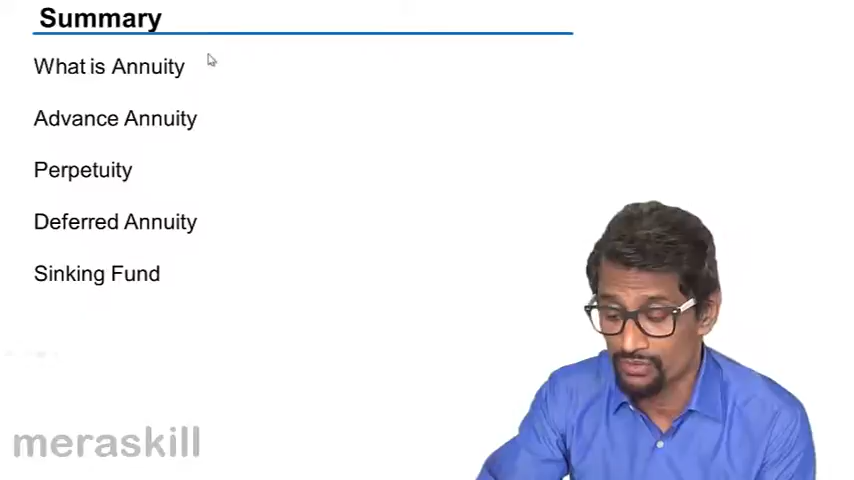 Summary
What is Annuity
Advance Annuity
Perpetuity
Deferred Annuity
Sinking Fund
meraskill